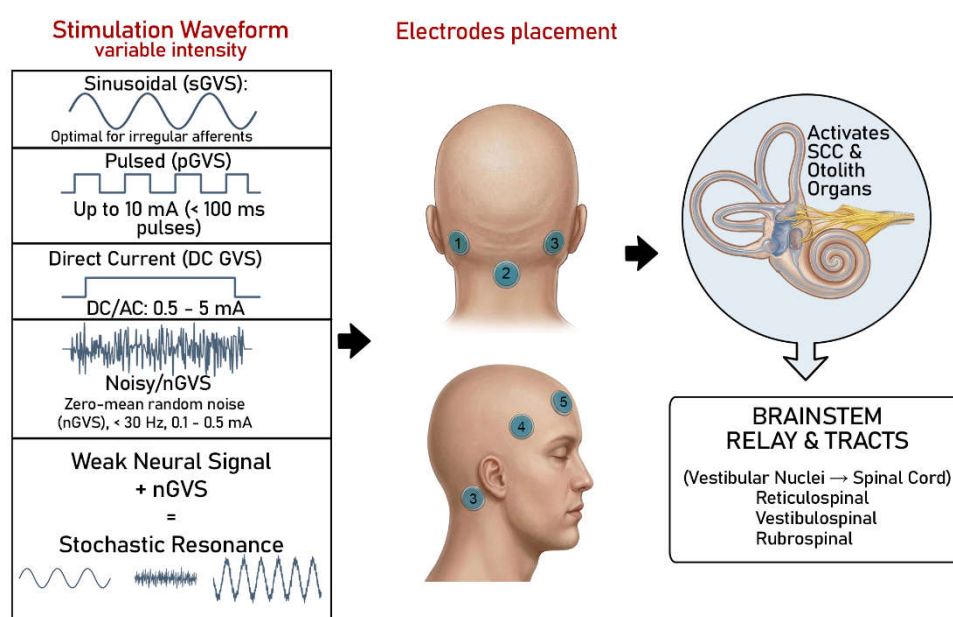 Stimulation Waveform
variable intensity
Sinusoidal (sGVS):
Optimal for irregular afferents
Pulsed (pGVS)
Up to 10 mA (< 100 ms
pulses)
Direct Current (DC GVS)
DC/AC: 0.5 – 5 mA
Noisy/nGVS
Zero-mean random noise
(nGVS), < 30 Hz, 0.1 – 0.5 mA
Weak Neural Signal
+ nGVS
=
Stochastic Resonance
Electrodes placement
1
3
2
5
4
3
Activates
SCC &
Otolith
Organs
BRAINSTEM
RELAY & TRACTS
(Vestibular Nuclei → Spinal Cord)
Reticulospinal
Vestibulospinal
Rubrospinal